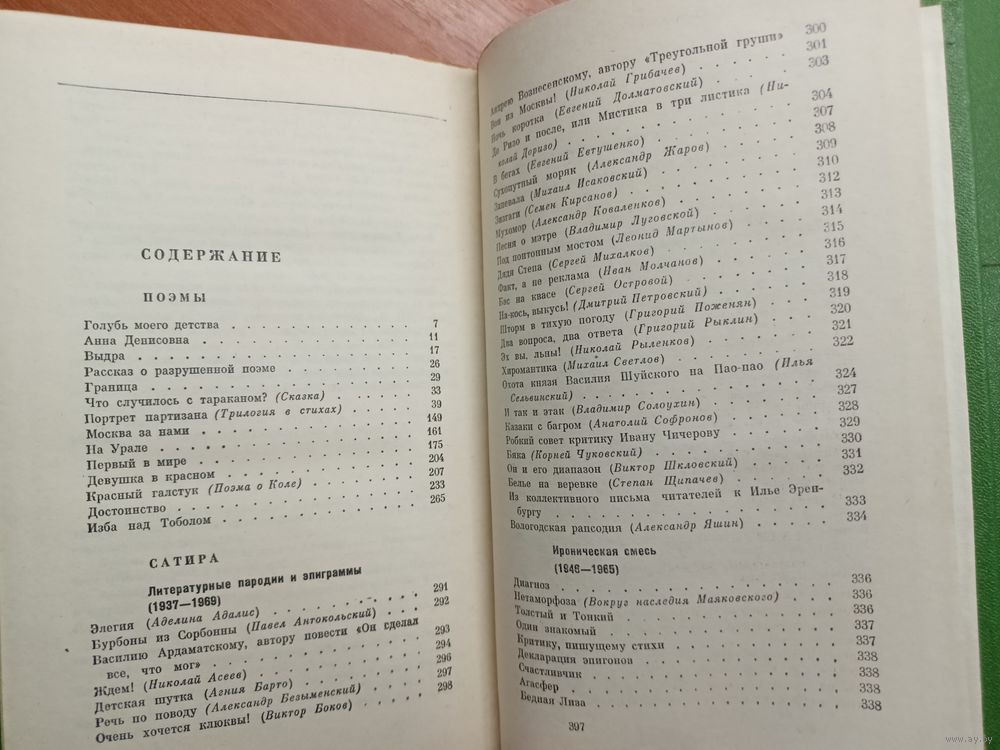 СОДЕРЖАНИЕ
ПОЭМЫ
Голубь моего детства . . . . . . . . . . 7
Анна Денисовна . . . . . . . . . . 11
Выдра . . . . . . . . . . 17
Рассказ о разрушенной поэме . . . . . . . . . . 26
Граница . . . . . . . . . . 29
Что случилось с тараканом? (Сказка) . . . . . . 33
Портрет партизана (Трилогия в стихах) . . . . . . 39
Москва за нами . . . . . . . . . . 149
На Урале . . . . . . . . . . 161
Первый в мире . . . . . . . . . . 175
Девушка в красном . . . . . . . . . . 204
Красный галстук (Поэма о Коле) . . . . . . . . 207
Достоинство . . . . . . . . . . 233
Изба над Тоболом . . . . . . . . . . 265
САТИРА
Литературные пародии и эпиграммы
(1937—1969)
Элегия (Аделина Адалис) . . . . . . . . 291
Бурбоны из Сорбонны (Павел Антокольский) . . . . 292
Василию Ардаматскому, автору повести «Он сделал
все, что мог» . . . . . . . . 293
Ждем! (Николай Асеев) . . . . . . . . 294
Детская шутка (Агния Барто) . . . . . . . . 296
Речь по поводу (Александр Безыменский) . . . . . . 297
Очень хочется клюквы! (Виктор Боков) . . . . . . 298
Андрею Вознесенскому, автору «Треугольной груши» 300
Вон из Москвы! (Николай Грибачев) . . . . . . 301
Ночь коротка (Евгений Долматовский) . . . . . . 303
До Ризо и после, или Мистика в три листика (Ни-
колай Доризо) . . . . . . . . 304
В бегах (Евгений Евтушенко) . . . . . . . . 307
Сухопутный моряк (Александр Жаров) . . . . . . 308
Запевала (Михаил Исаковский) . . . . . . . . 309
Зигзаги (Семен Кирсанов) . . . . . . . . 310
Мухомор (Александр Коваленков) . . . . . . . . 312
Песня о мэтре (Владимир Луговской) . . . . . . 313
Под понтонным мостом (Леонид Мартынов) . . . . . . 314
Дядя Степа (Сергей Михалков) . . . . . . . . 315
Факт, а не реклама (Иван Молчанов) . . . . . . 316
Бас на квасе (Сергей Островой) . . . . . . . . 317
На-кось, выкусь! (Дмитрий Петровский) . . . . . . 318
Шторм в тихую погоду (Григорий Поженян) . . . . 319
Два вопроса, два ответа (Григорий Рыклин) . . . . 320
Эх вы, льны! (Николай Рыленков) . . . . . . 321
Хиромантика (Михаил Светлов) . . . . . . . . 322
Охота князя Василия Шуйского на Пао-пао (Илья
Сельвинский) . . . . . . . . 324
И так и этак (Владимир Солоухин) . . . . . . 327
Казаки с багром (Анатолий Софронов) . . . . . . 328
Робкий совет критику Ивану Чичерову . . . . . . 329
Бяка (Корней Чуковский) . . . . . . . . 330
Он и его диапазон (Виктор Шкловский) . . . . . . 331
Белье на веревке (Степан Щипачев) . . . . . . 332
Из коллективного письма читателей к Илье Эрен-
бургу . . . . . . . . 333
Вологодская рапсодия (Александр Яшин) . . . . . . 334
Ироническая смесь
(1946—1965)
Диагноз . . . . . . . . 336
Метаморфоза (Вокруг наследия Маяковского) . . . . 336
Толстый и Тонкий . . . . . . . . 336
Один знакомый . . . . . . . . 337
Критику, пишущему стихи . . . . . . . . 337
Декларация эпигонов . . . . . . . . 338
Счастливчик . . . . . . . . 338
Агасфер . . . . . . . . 338
Бедная Лиза . . . . . . . . 338
397
www.ay.by